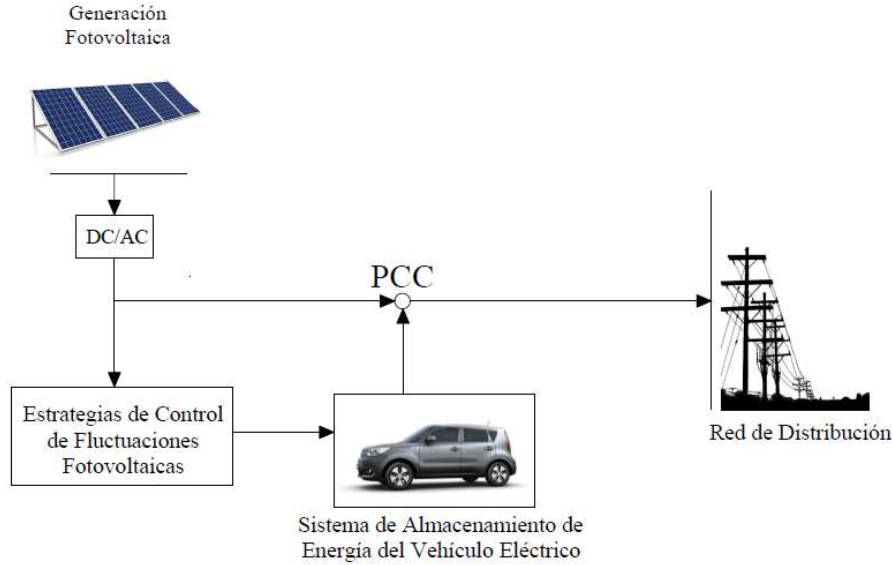 Generación
Fotovoltaica
DC/AC
PCC
Estrategias de Control
de Fluctuaciones
Fotovoltaicas
Sistema de Almacenamiento de
Energía del Vehículo Eléctrico
Red de Distribución